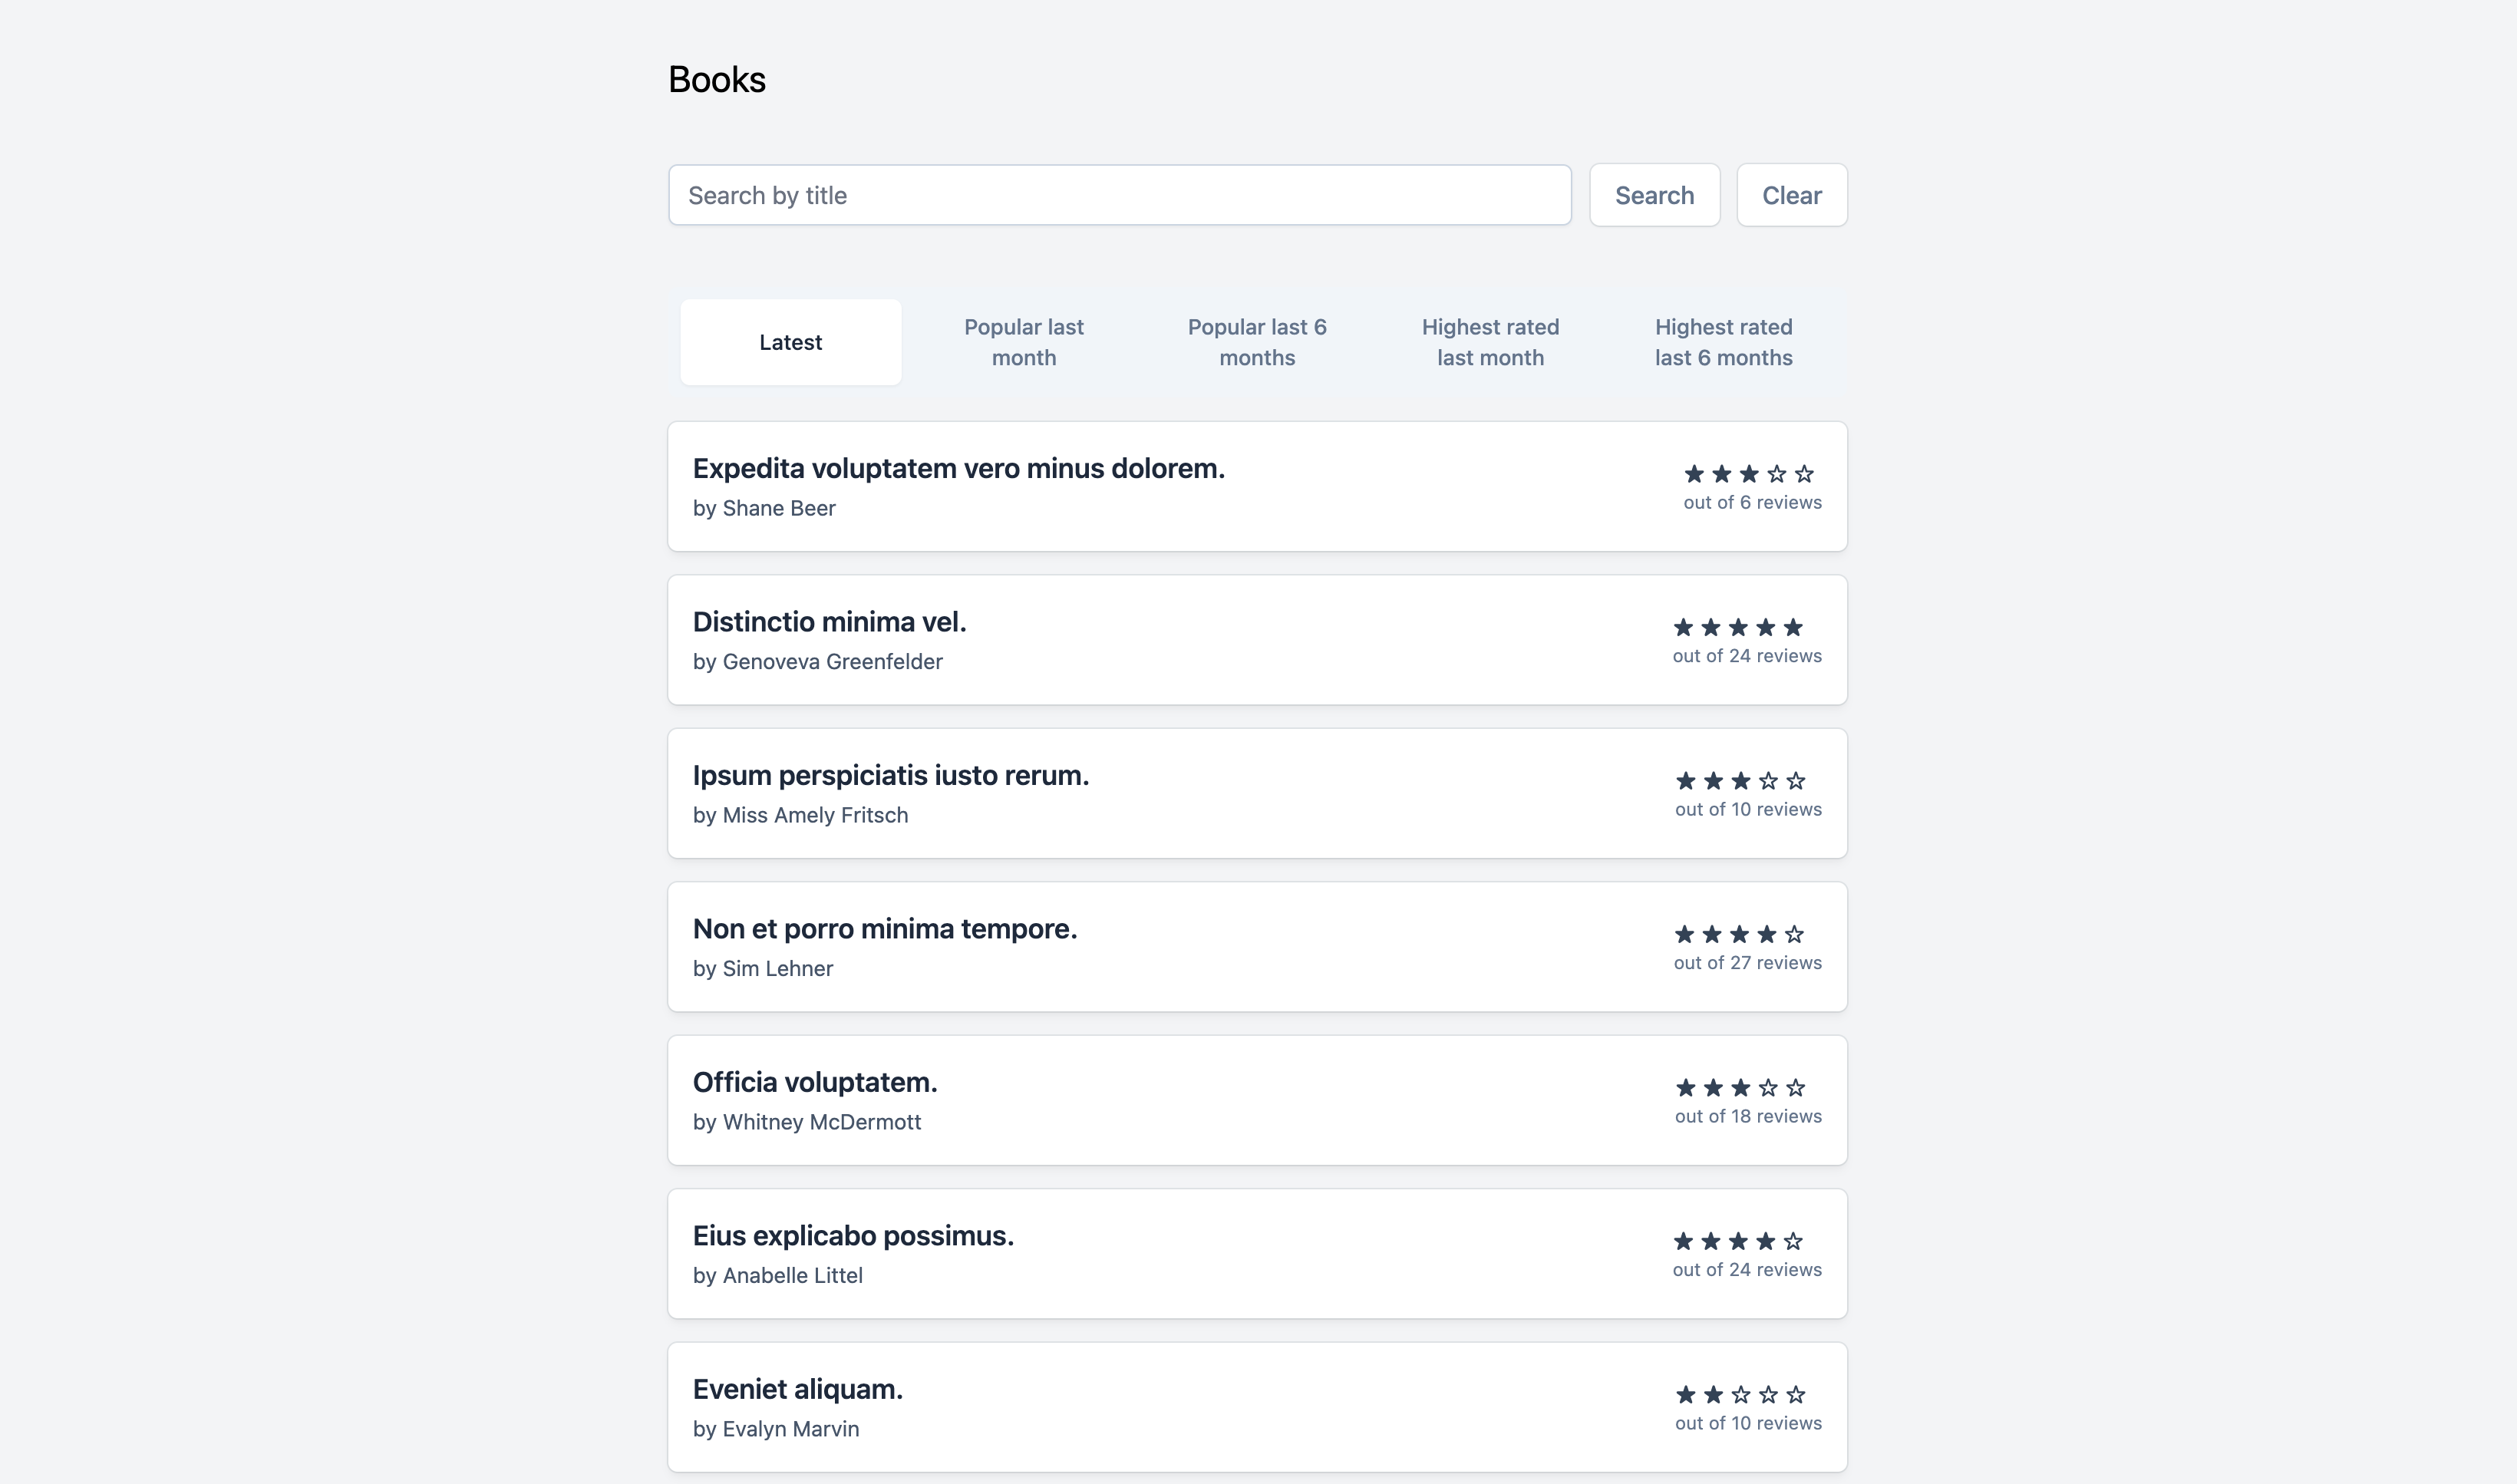 Books
Search by title
Search
Clear
Latest
Popular last
month
Popular last 6
months
Highest rated
last month
Highest rated
last 6 months
Expedita voluptatem vero minus dolorem.
by Shane Beer
★★★☆☆
out of 6 reviews
Distinctio minima vel.
by Genoveva Greenfelder
★★★★★
out of 24 reviews
Ipsum perspiciatis iusto rerum.
by Miss Amely Fritsch
★★★☆☆
out of 10 reviews
Non et porro minima tempore.
by Sim Lehner
★★★★☆
out of 27 reviews
Officia voluptatem.
by Whitney McDermott
★★★☆☆
out of 18 reviews
Eius explicabo possimus.
by Anabelle Littel
★★★★☆
out of 24 reviews
Eveniet aliquam.
by Evalyn Marvin
★★☆☆☆
out of 10 reviews